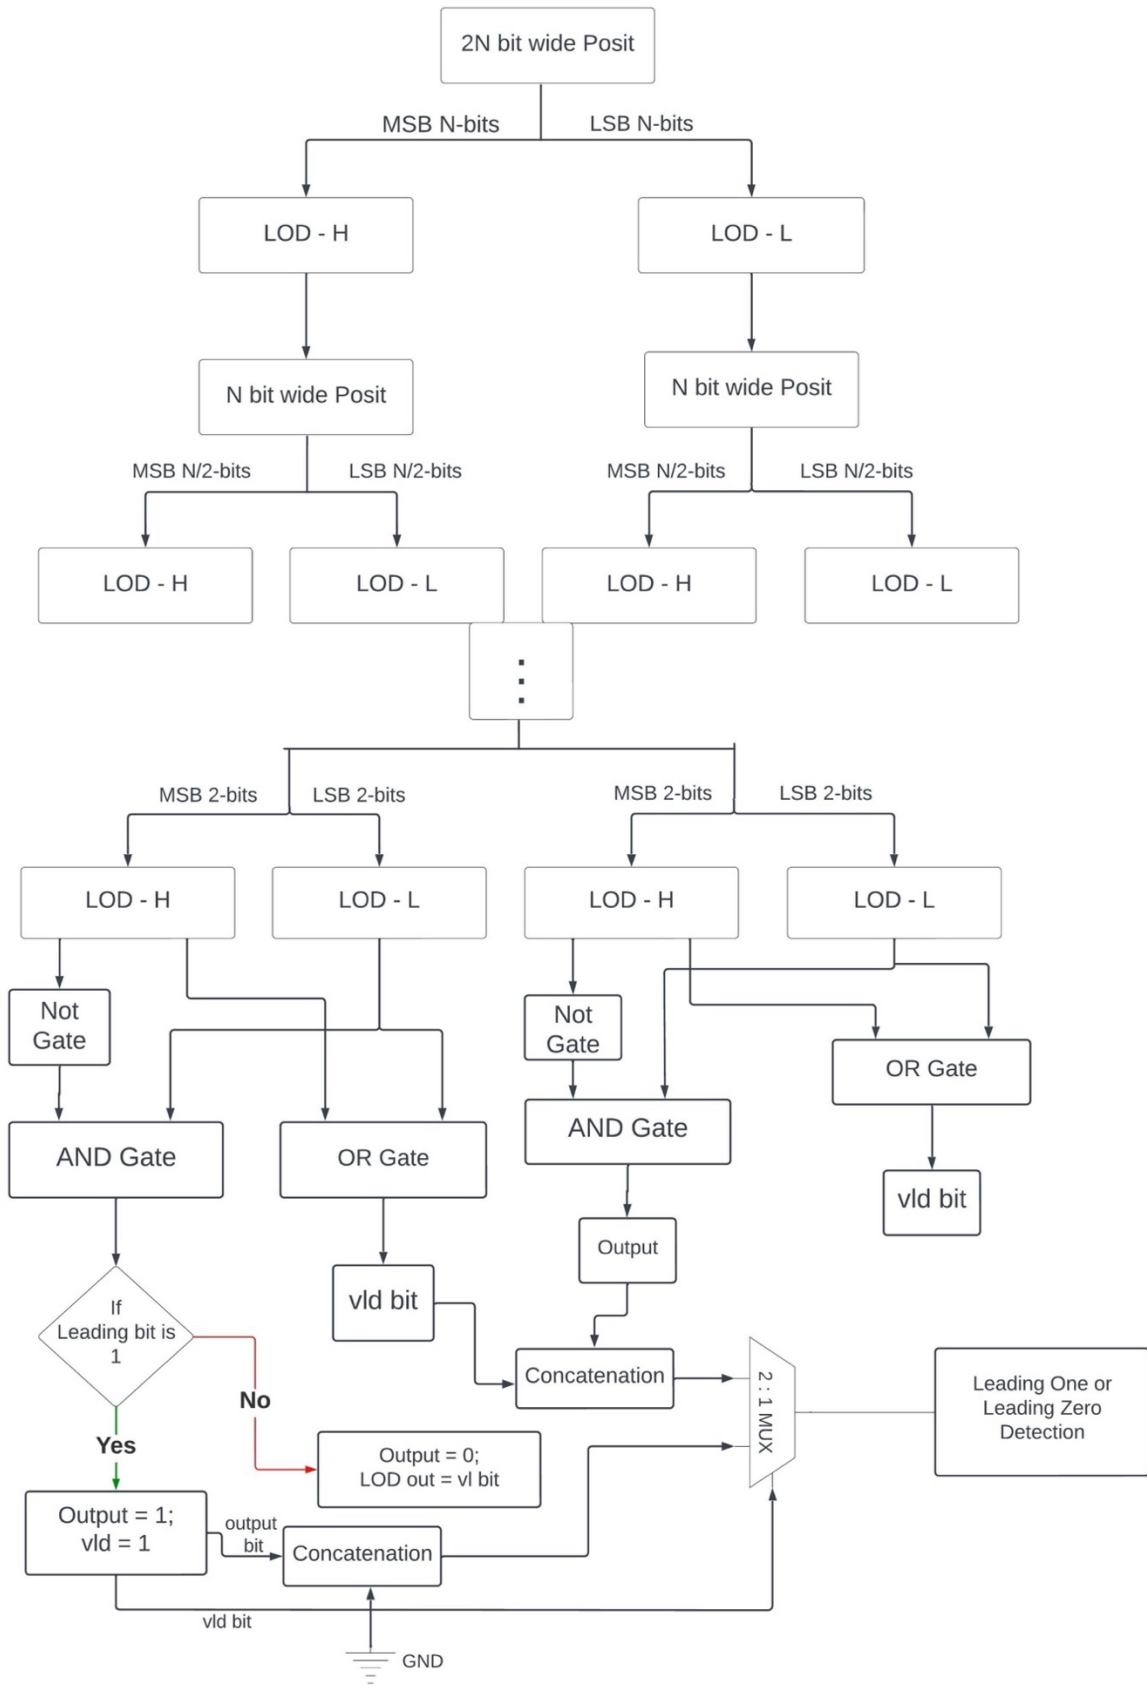 2N bit wide Posit
MSB N-bits
LSB N-bits
LOD - H
LOD - L
N bit wide Posit
N bit wide Posit
MSB N/2-bits
LSB N/2-bits
MSB N/2-bits
LSB N/2-bits
LOD - H
LOD - L
LOD - H
LOD - L
MSB 2-bits
LSB 2-bits
MSB 2-bits
LSB 2-bits
LOD - H
LOD - L
LOD - H
LOD - L
Not
Gate
Not
Gate
OR Gate
AND Gate
OR Gate
AND Gate
vld bit
Output
If
Leading bit is
1
vld bit
Concatenation
2 : 1 MUX
Leading One or
Leading Zero
Detection
No
Yes
Output = 0;
LOD out = vl bit
Output = 1;
vld = 1
output
bit
Concatenation
vld bit
GND